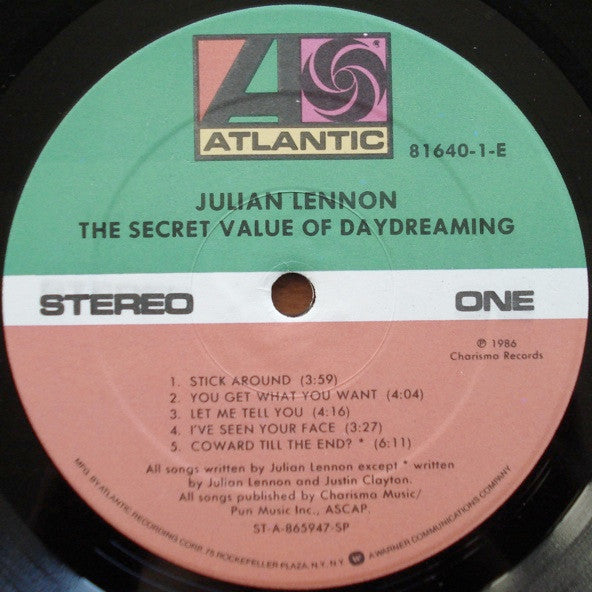 ATLANTIC
81640-1-E
JULIAN LENNON
THE SECRET VALUE OF DAYDREAMING
STEREO
ONE
℗ 1986
Charisma Records
1. STICK AROUND (3:59)
2. YOU GET WHAT YOU WANT (4:04)
3. LET ME TELL YOU (4:16)
4. I'VE SEEN YOUR FACE (3:27)
5. COWARD TILL THE END? * (6:11)
All songs written by Julian Lennon except * written
by Julian Lennon and Justin Clayton.
All songs published by Charisma Music/
Pun Music Inc., ASCAP.
ST-A-865947-SP
MFG. BY ATLANTIC RECORDING CORP. 75 ROCKEFELLER PLAZA, N.Y. N.Y. A WARNER COMMUNICATIONS COMPANY